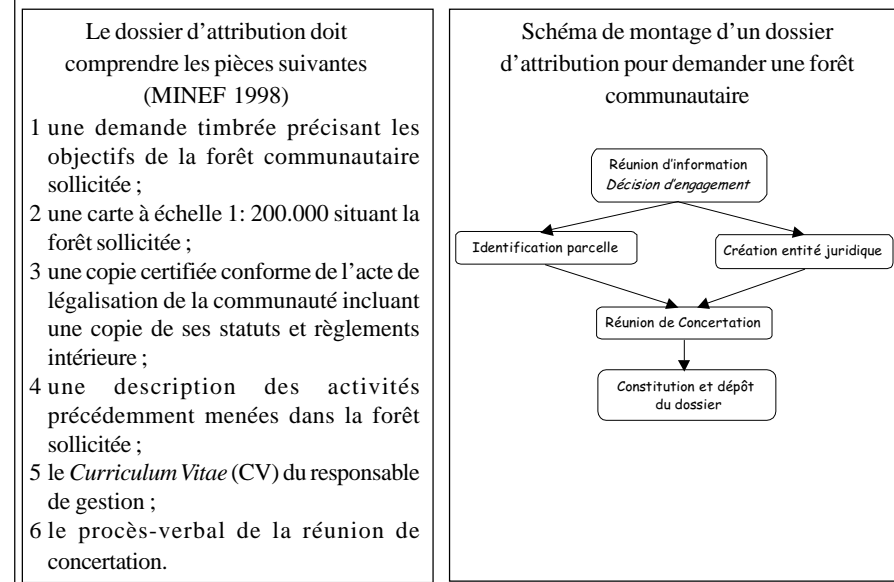 Le dossier d’attribution doit
comprendre les pièces suivantes
(MINEF 1998)
1 une demande timbrée précisant les
objectifs de la forêt communautaire
sollicitée ;
2 une carte à échelle 1: 200.000 situant la
forêt sollicitée ;
3 une copie certifiée conforme de l’acte de
légalisation de la communauté incluant
une copie de ses statuts et règlements
intérieure ;
4 une description des activités
précédemment menées dans la forêt
sollicitée ;
5 le Curriculum Vitae (CV) du responsable
de gestion ;
6 le procès-verbal de la réunion de
concertation.
Schéma de montage d’un dossier
d’attribution pour demander une forêt
communautaire
Réunion d’information
Décision d’engagement
Identification parcelle
Création entité juridique
Réunion de Concertation
Constitution et dépôt
du dossier